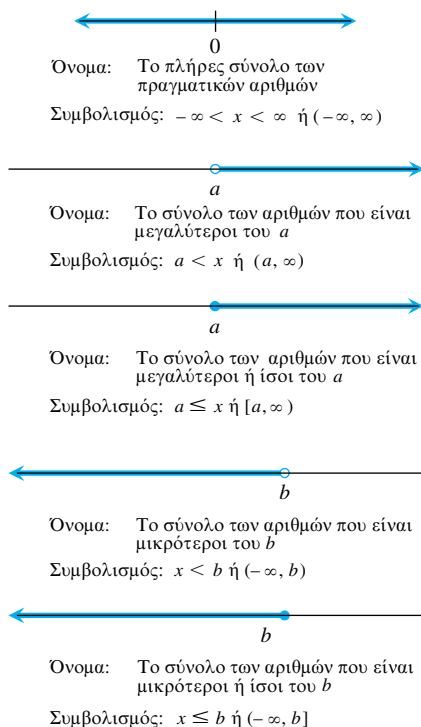 0
Όνομα: Το πλήρες σύνολο των
πραγματικών αριθμών
Συμβολισμός: −∞ < x < ∞ ή (−∞, ∞)
a
Όνομα: Το σύνολο των αριθμών που είναι
μεγαλύτεροι του a
Συμβολισμός: a < x ή (a, ∞)
a
Όνομα: Το σύνολο των αριθμών που είναι
μεγαλύτεροι ή ίσοι του a
Συμβολισμός: a ≤ x ή [a, ∞)
b
Όνομα: Το σύνολο των αριθμών που είναι
μικρότεροι του b
Συμβολισμός: x < b ή (−∞, b)
b
Όνομα: Το σύνολο των αριθμών που είναι
μικρότεροι ή ίσοι του b
Συμβολισμός: x ≤ b ή (−∞, b]